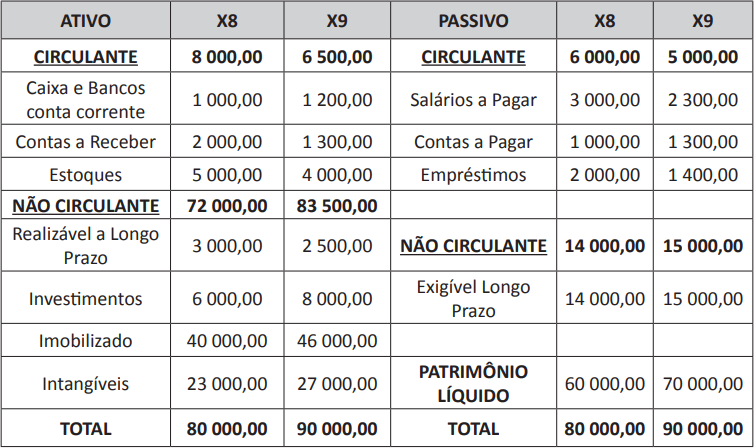 ATIVO X8 X9 PASSIVO X8 X9
CIRCULANTE 8 000,00 6 500,00 CIRCULANTE 6 000,00 5 000,00
Caixa e Bancos
conta corrente 1 000,00 1 200,00 Salários a Pagar 3 000,00 2 300,00
Contas a Receber 2 000,00 1 300,00 Contas a Pagar 1 000,00 1 300,00
Estoques 5 000,00 4 000,00 Empréstimos 2 000,00 1 400,00
NÃO CIRCULANTE 72 000,00 83 500,00
Realizável a Longo
Prazo 3 000,00 2 500,00 NÃO CIRCULANTE 14 000,00 15 000,00
Investimentos 6 000,00 8 000,00 Exigível Longo
Prazo 14 000,00 15 000,00
Imobilizado 40 000,00 46 000,00
Intangíveis 23 000,00 27 000,00 PATRIMÔNIO
LÍQUIDO 60 000,00 70 000,00
TOTAL 80 000,00 90 000,00 TOTAL 80 000,00 90 000,00